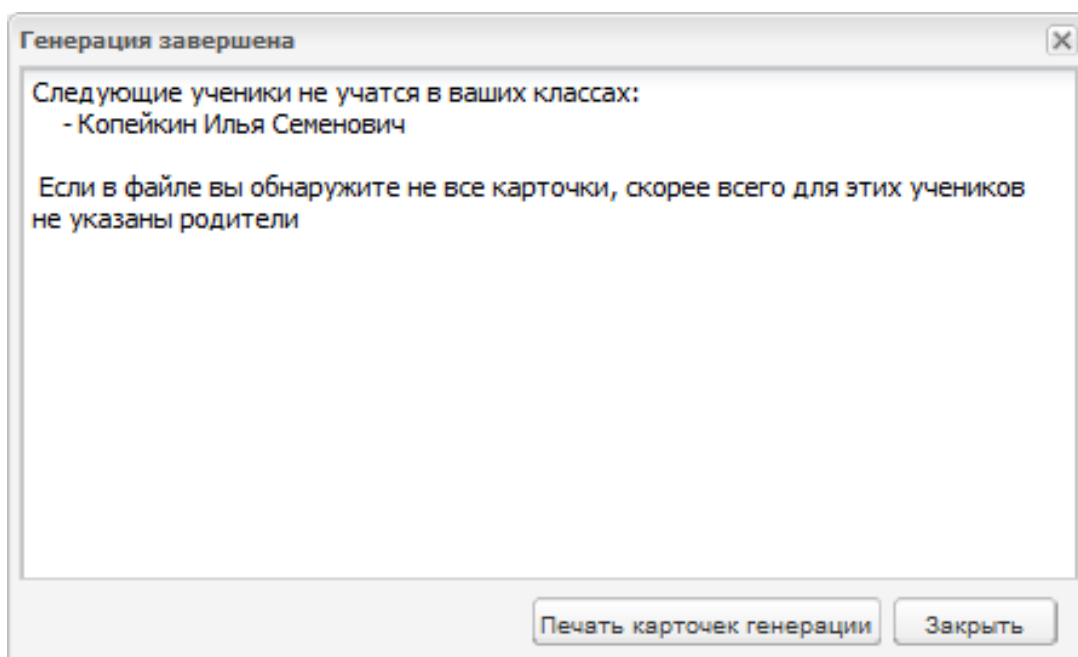 Генерация завершена
Следующие ученики не учатся в ваших классах:
- Копейкин Илья Семенович
Если в файле вы обнаружите не все карточки, скорее всего для этих учеников
не указаны родители
Печать карточек генерации
Закрыть